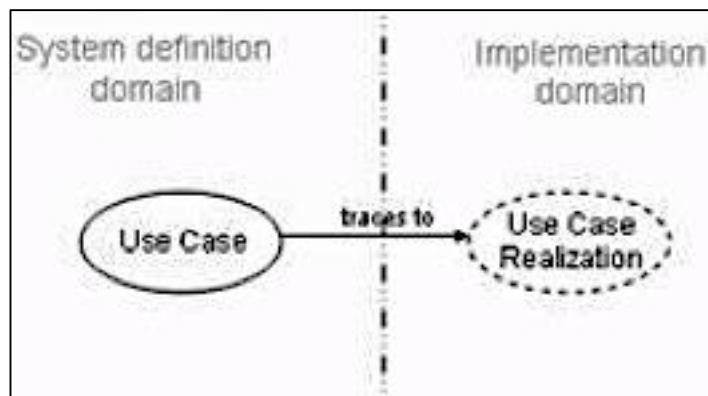 System definition
domain
Implementation
domain
Use Case
traces to
Use Case
Realization